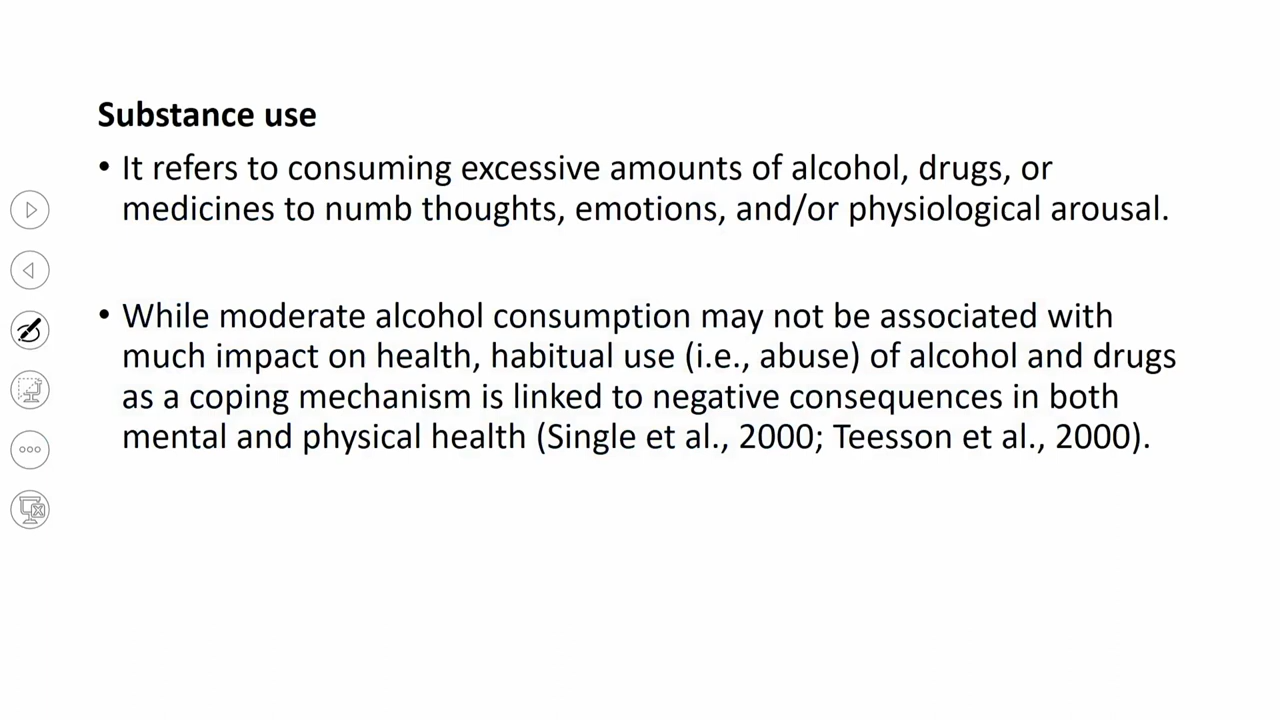 Substance use
• It refers to consuming excessive amounts of alcohol, drugs, or
medicines to numb thoughts, emotions, and/or physiological arousal.
• While moderate alcohol consumption may not be associated with
much impact on health, habitual use (i.e., abuse) of alcohol and drugs
as a coping mechanism is linked to negative consequences in both
mental and physical health (Single et al., 2000; Teesson et al., 2000).